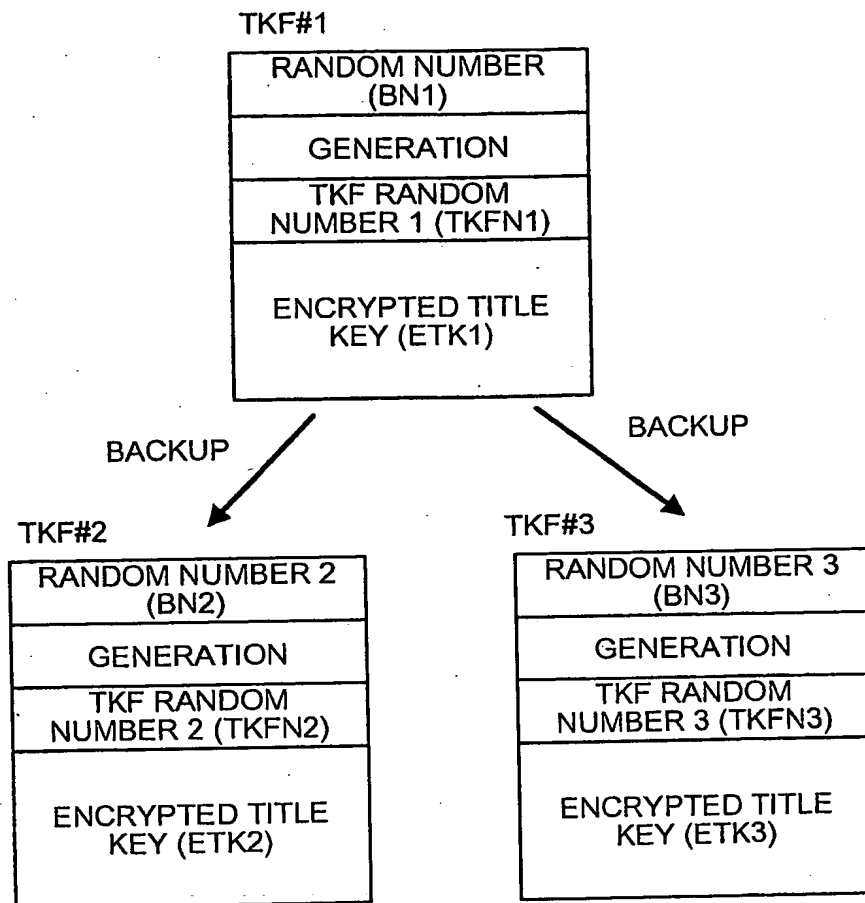 TKF#1
RANDOM NUMBER
(BN1)
GENERATION
TKF RANDOM
NUMBER 1 (TKFN1)
ENCRYPTED TITLE
KEY (ETK1)
BACKUP
BACKUP
TKF#2
RANDOM NUMBER 2
(BN2)
GENERATION
TKF RANDOM
NUMBER 2 (TKFN2)
ENCRYPTED TITLE
KEY (ETK2)
TKF#3
RANDOM NUMBER 3
(BN3)
GENERATION
TKF RANDOM
NUMBER 3 (TKFN3)
ENCRYPTED TITLE
KEY (ETK3)